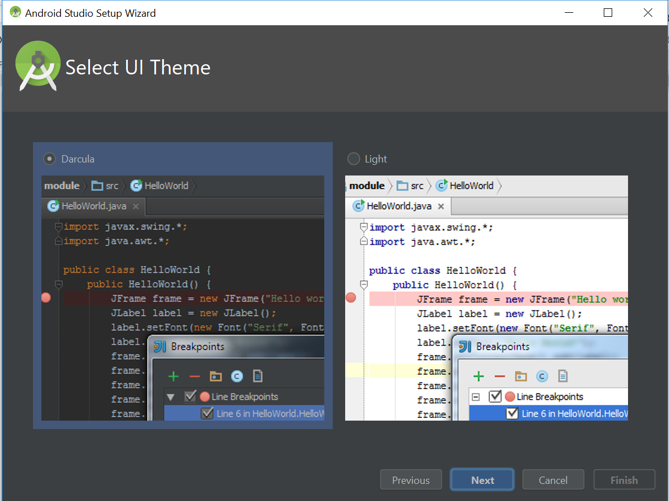 Android Studio Setup Wizard
Select UI Theme
Darcula
module src HelloWorld
HelloWorld.java
import javax.swing.*;
import java.awt.*;
public class HelloWorld {
public HelloWorld() {
JFrame frame = new JFrame("Hello wor
JLabel label = new JLabel();
label.setFont(new Font("Serif", Font
label.
frame.
frame.
frame.
frame.
frame.
Breakpoints
Line Breakpoints
Line 6 in HelloWorld.HelloW
Light
module src HelloWorld
HelloWorld.java
import javax.swing.*;
import java.awt.*;
public class HelloWorld {
public HelloWorld() {
JFrame frame = new JFrame("Hello wor
JLabel label = new JLabel();
label.setFont(new Font("Serif", Font
label.
frame.
frame.
frame.
frame.
frame.
Breakpoints
Line Breakpoints
Line 6 in HelloWorld.HelloW
Previous Next Cancel Finish